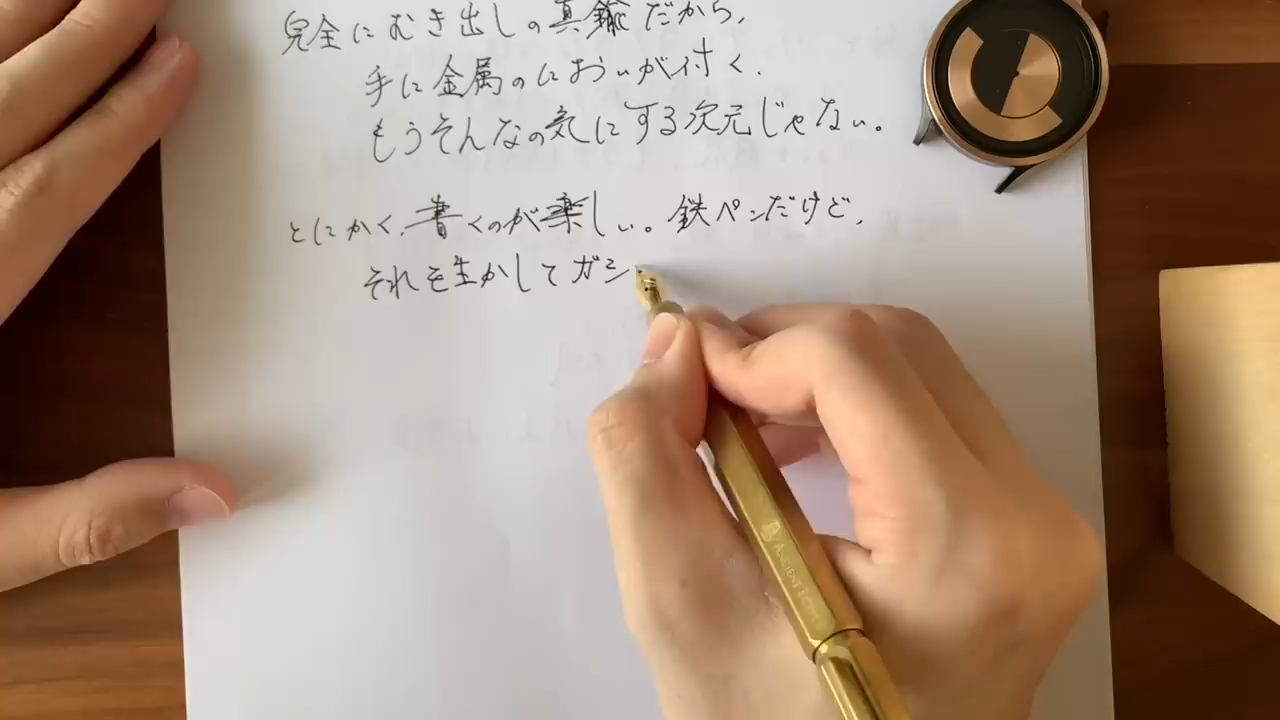 完全にむき出しの真鍮だから、
手に金属のにおいが付く、
もうそんなの気にする次元じゃない。
とにかく、書くのが楽しい。鉄ペンだけど、
それを生かしてガシ
ANCIENT